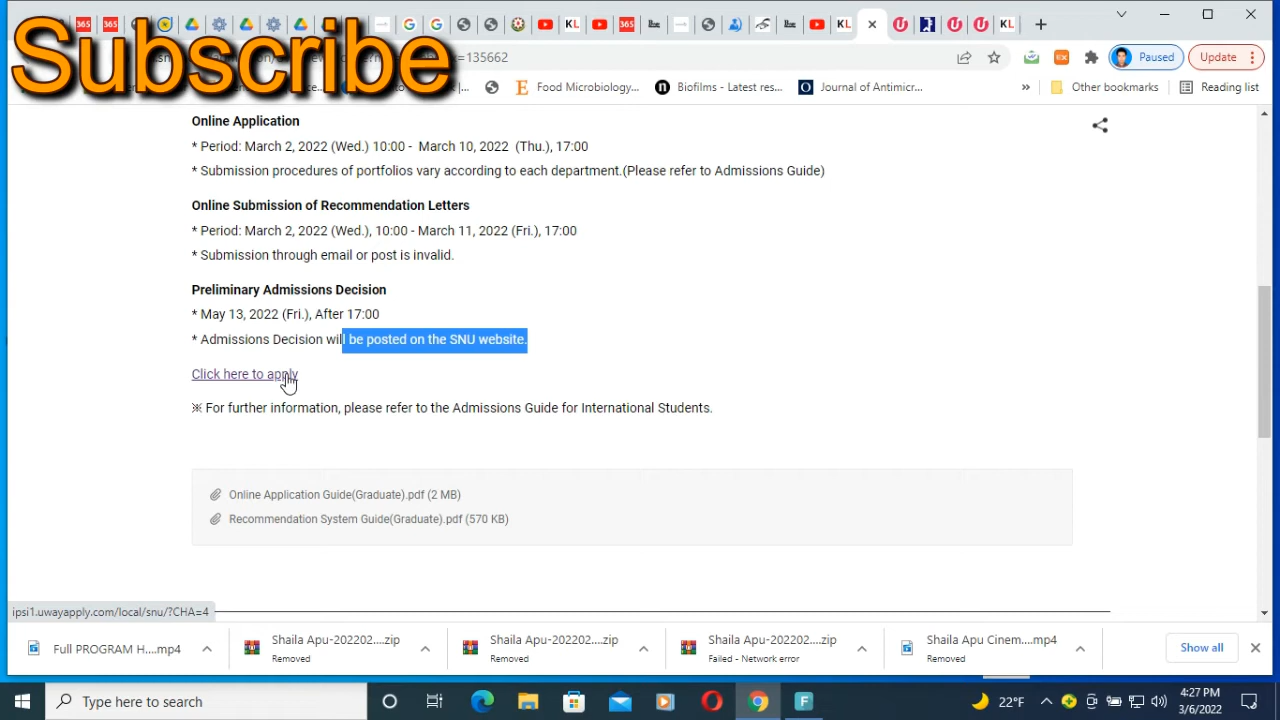 Subscribe
=135662
Paused
Update
Food Microbiology...
Biofilms - Latest res...
Journal of Antimicr...
»
Other bookmarks
Reading list
Online Application
* Period: March 2, 2022 (Wed.) 10:00 - March 10, 2022 (Thu.), 17:00
* Submission procedures of portfolios vary according to each department.(Please refer to Admissions Guide)
Online Submission of Recommendation Letters
* Period: March 2, 2022 (Wed.), 10:00 - March 11, 2022 (Fri.), 17:00
* Submission through email or post is invalid.
Preliminary Admissions Decision
* May 13, 2022 (Fri.), After 17:00
* Admissions Decision will be posted on the SNU website.
Click here to apply
※ For further information, please refer to the Admissions Guide for International Students.
Online Application Guide(Graduate).pdf (2 MB)
Recommendation System Guide(Graduate).pdf (570 KB)
ipsi1.uwayapply.com/local/snu/?CHA=4
Full PROGRAM H....mp4
Shaila Apu-202202....zip
Removed
Shaila Apu-202202....zip
Removed
Shaila Apu-202202....zip
Failed - Network error
Shaila Apu Cinem....mp4
Removed
Show all
Type here to search
22°F
4:27 PM
3/6/2022